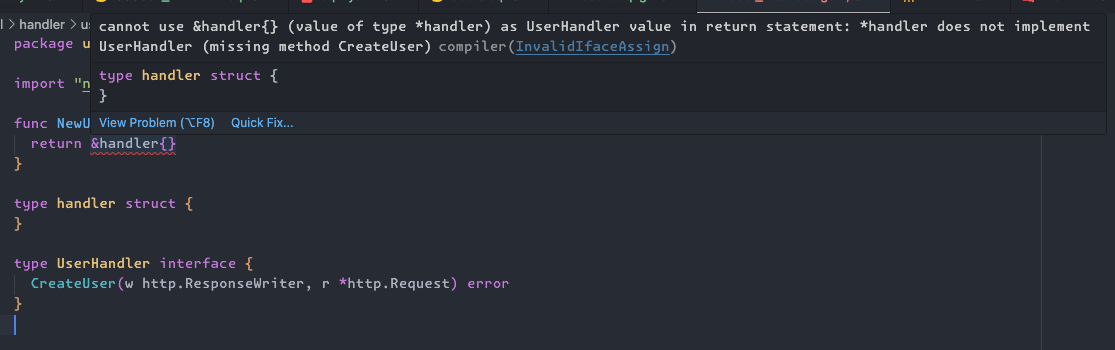 handler
cannot use &handler{} (value of type *handler) as UserHandler value in return statement: *handler does not implement
UserHandler (missing method CreateUser) compiler(InvalidIfaceAssign)
type handler struct {
}
View Problem (⌥F8) Quick Fix...
package u
import "n
func NewU
return &handler{}
}
type handler struct {
}
type UserHandler interface {
CreateUser(w http.ResponseWriter, r *http.Request) error
}